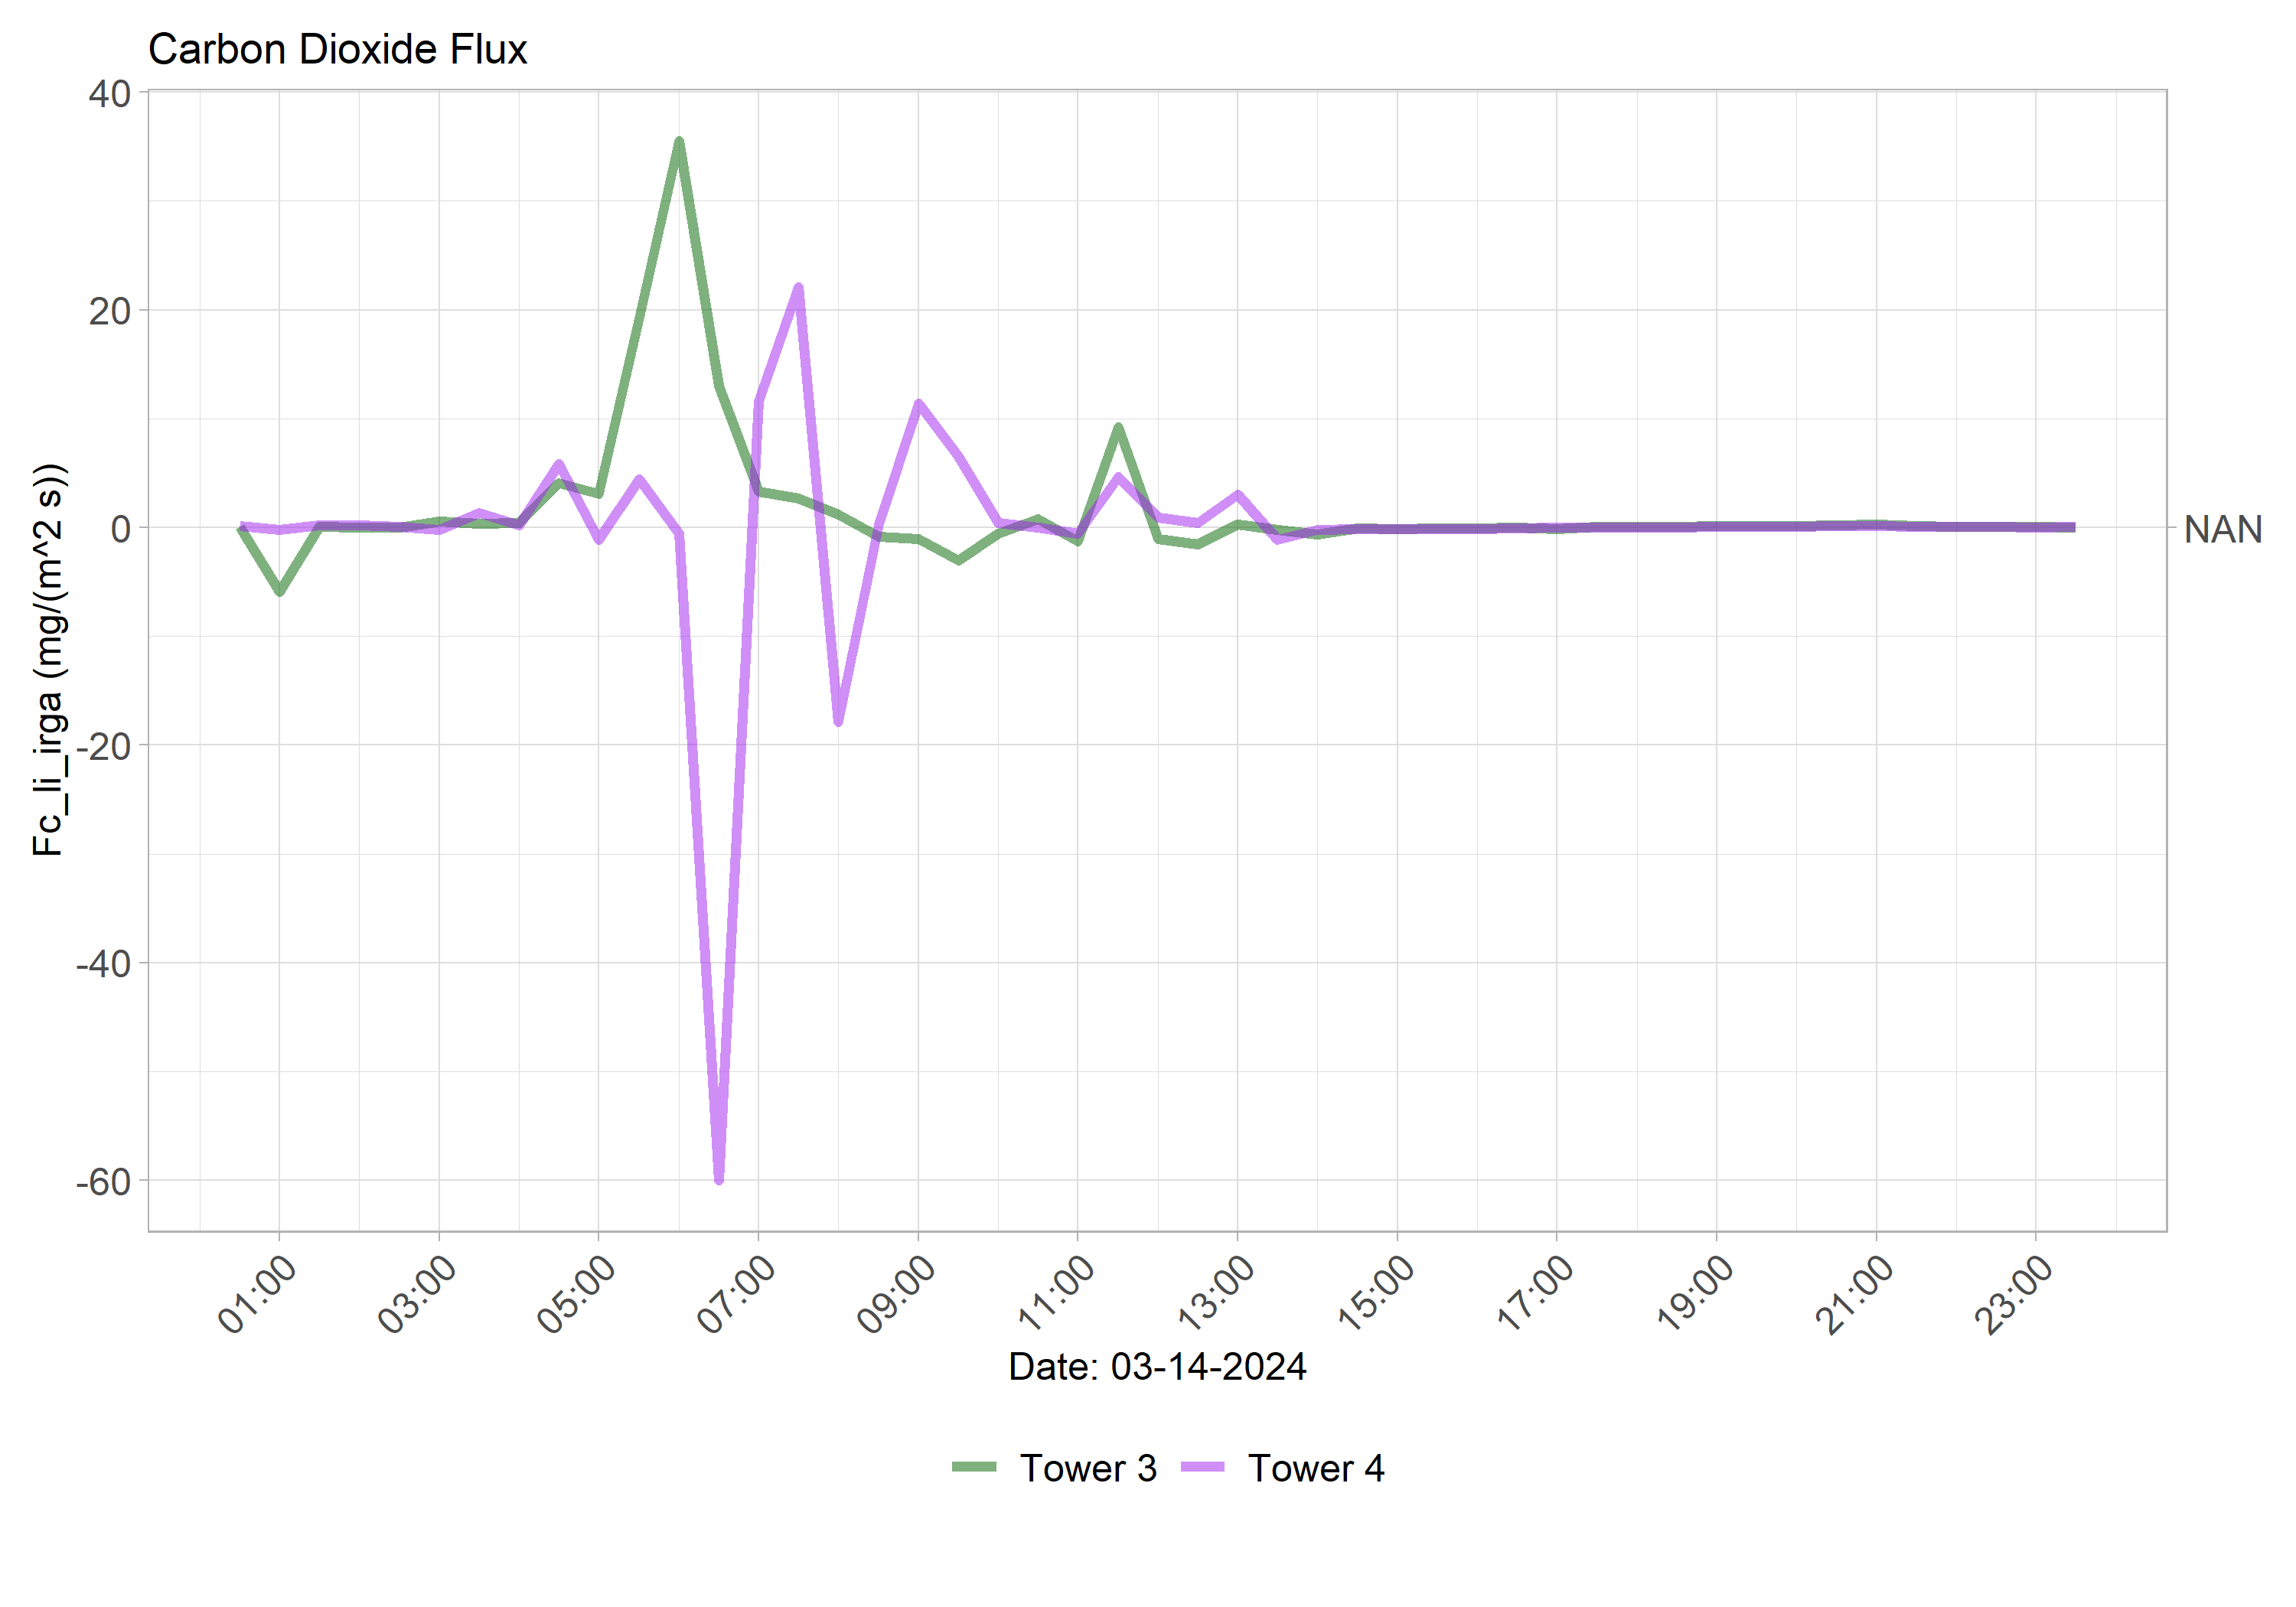 Carbon Dioxide Flux
40
20
0
-20
-40
-60
NAN
Fc_li_irga (mg/(m^2 s))
01:00 03:00 05:00 07:00 09:00 11:00 13:00 15:00 17:00 19:00 21:00 23:00
Date: 03-14-2024
Tower 3 Tower 4